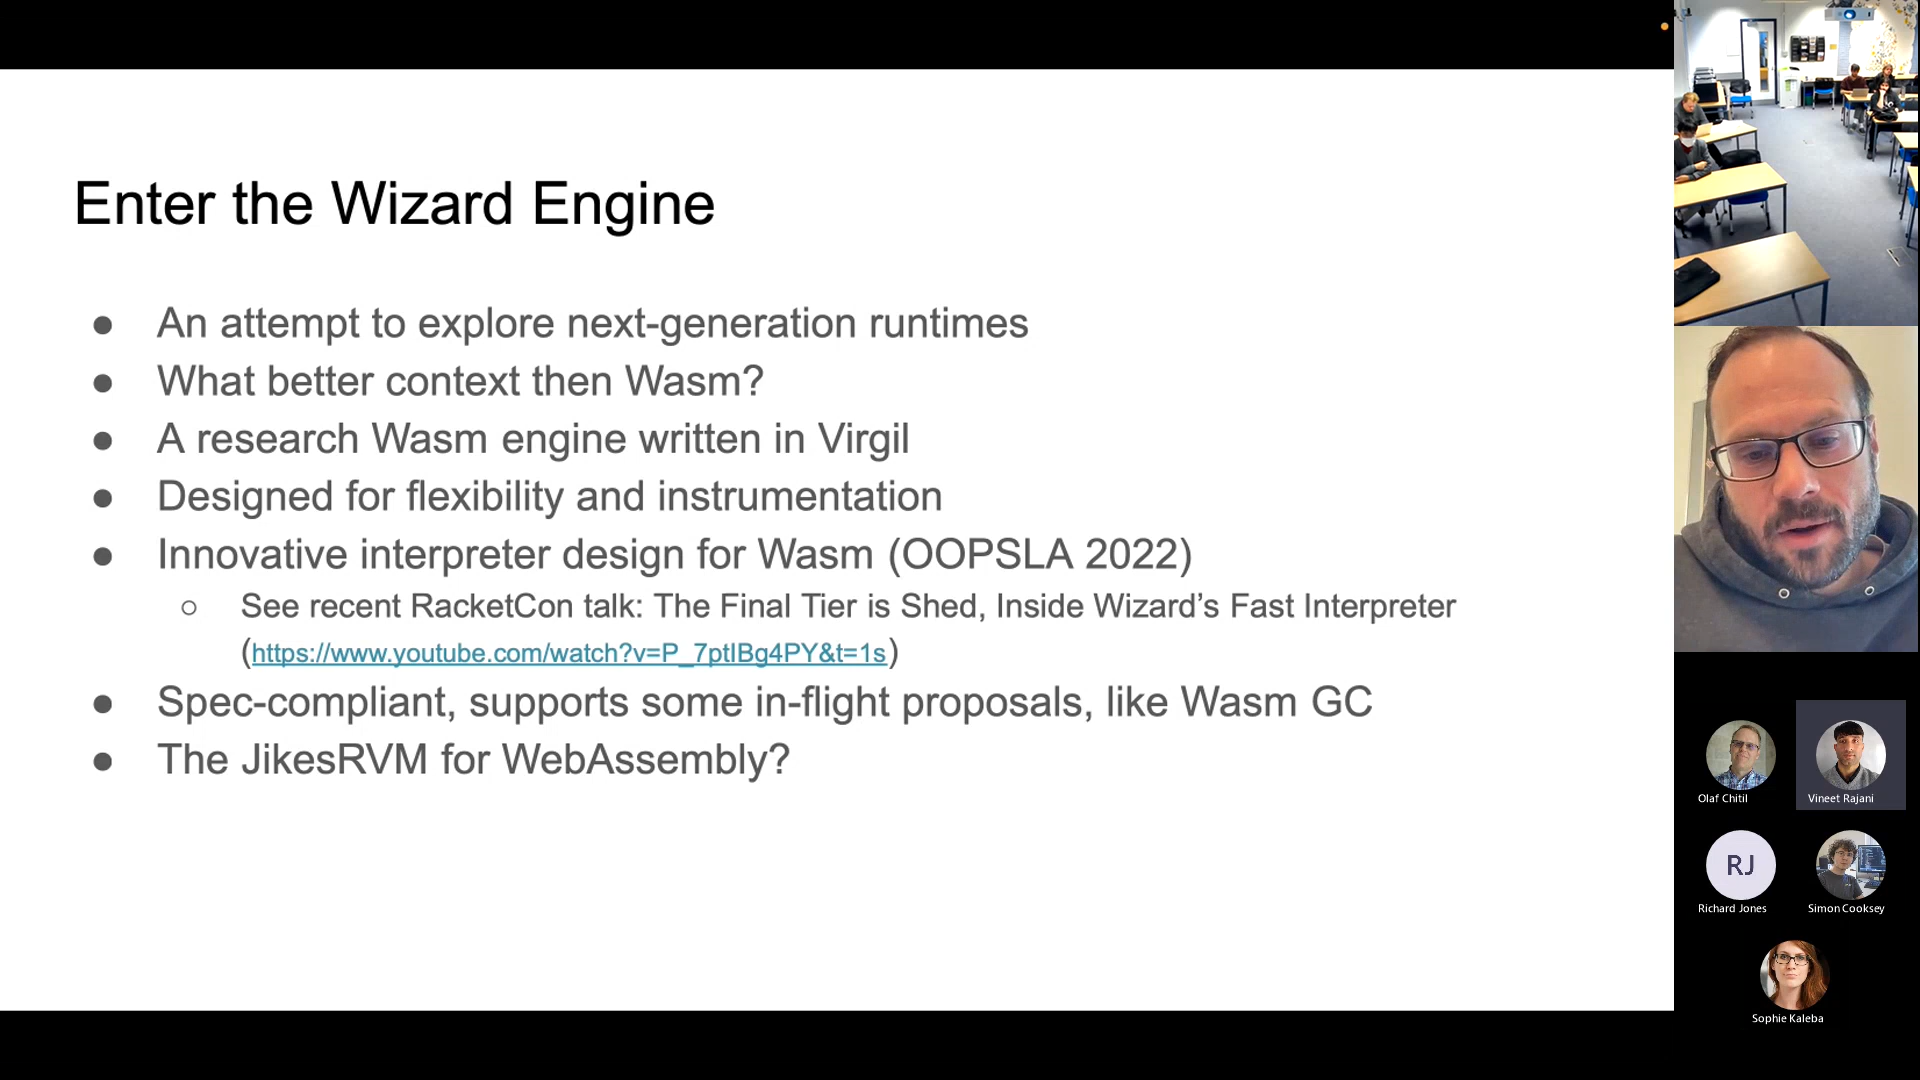 Enter the Wizard Engine
● An attempt to explore next-generation runtimes
● What better context then Wasm?
● A research Wasm engine written in Virgil
● Designed for flexibility and instrumentation
● Innovative interpreter design for Wasm (OOPSLA 2022)
○ See recent RacketCon talk: The Final Tier is Shed, Inside Wizard’s Fast Interpreter
(https://www.youtube.com/watch?v=P_7ptIBg4PY&t=1s)
● Spec-compliant, supports some in-flight proposals, like Wasm GC
● The JikesRVM for WebAssembly?
Olaf Chitil
Vineet Rajani
RJ
Richard Jones
Simon Cooksey
Sophie Kaleba